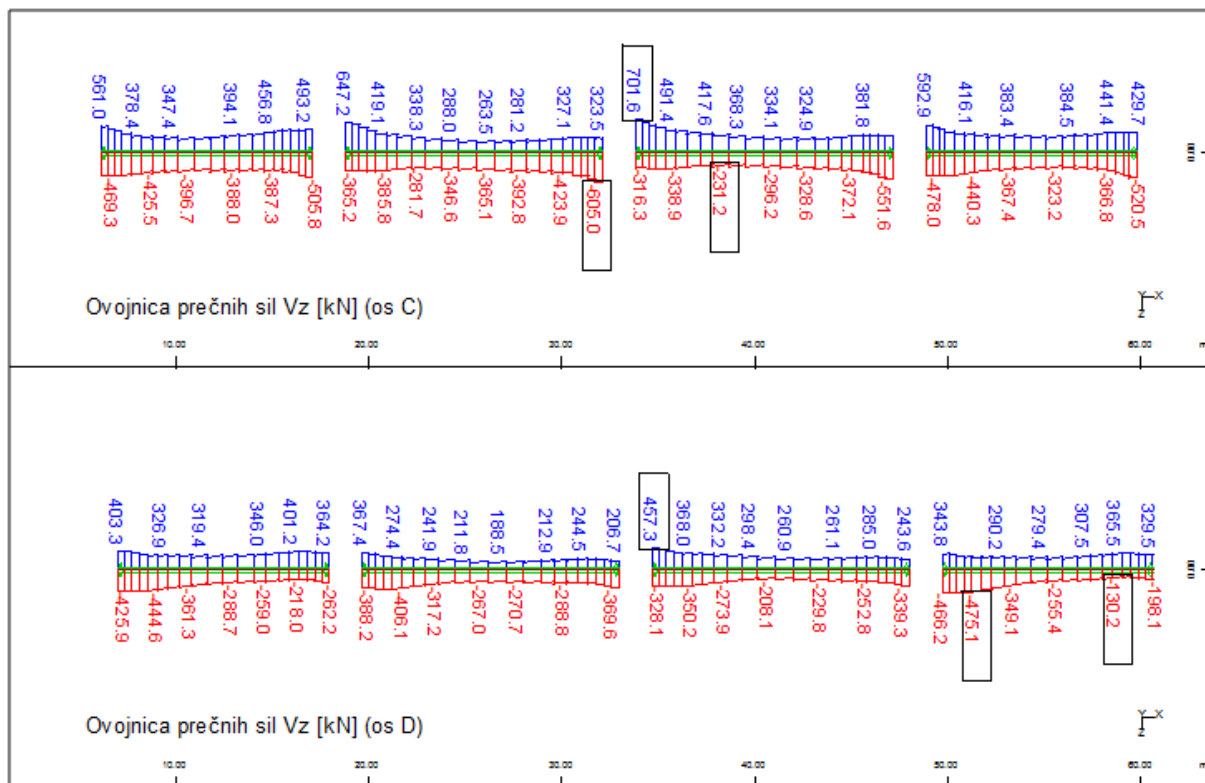 561.0 378.4 347.4 394.1 456.8 493.2 647.2 419.1 338.3 288.0 263.5 281.2 327.1 323.5 701.6 491.4 417.6 368.3 334.1 324.9 381.8 592.9 416.1 383.4 384.5 441.4 429.7
-469.3 -425.5 -396.7 -388.0 -387.3 -505.8 -365.2 -385.8 -281.7 -346.6 -365.1 -392.8 -423.9 -605.0 -316.3 -338.9 -231.2 -296.2 -328.6 -372.1 -551.6 -478.0 -440.3 -367.4 -323.2 -366.8 -520.5
Ovojnica prečnih sil Vz [kN] (os C)
Y X
Z
10.00 20.00 30.00 40.00 50.00 60.00 m
403.3 326.9 319.4 346.0 401.2 364.2 367.4 274.4 241.9 211.8 188.5 212.9 244.5 206.7 457.3 368.0 332.2 298.4 260.9 261.1 285.0 243.6 343.8 290.2 279.4 307.5 365.5 329.5
-425.9 -444.6 -361.3 -288.7 -259.0 -218.0 -262.2 -388.2 -406.1 -317.2 -267.0 -270.7 -288.8 -369.6 -328.1 -350.2 -273.9 -208.1 -229.8 -252.8 -339.3 -466.2 -475.1 -349.1 -255.4 -130.2 -198.1
Ovojnica prečnih sil Vz [kN] (os D)
Y X
Z
10.00 20.00 30.00 40.00 50.00 60.00 m